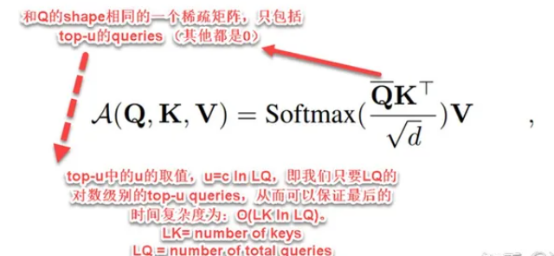 和Q的shape相同的一个稀疏矩阵，只包括
top-u的queries （其他都是0）
A(Q, K, V) = Softmax(Q̅K⊤/√d)V ,
top-u中的u的取值，u=c ln LQ，即我们只要LQ的
对数级别的top-u queries，从而可以保证最后的
时间复杂度为：O(LK ln LQ)。
LK= number of keys
LQ = number of total queries